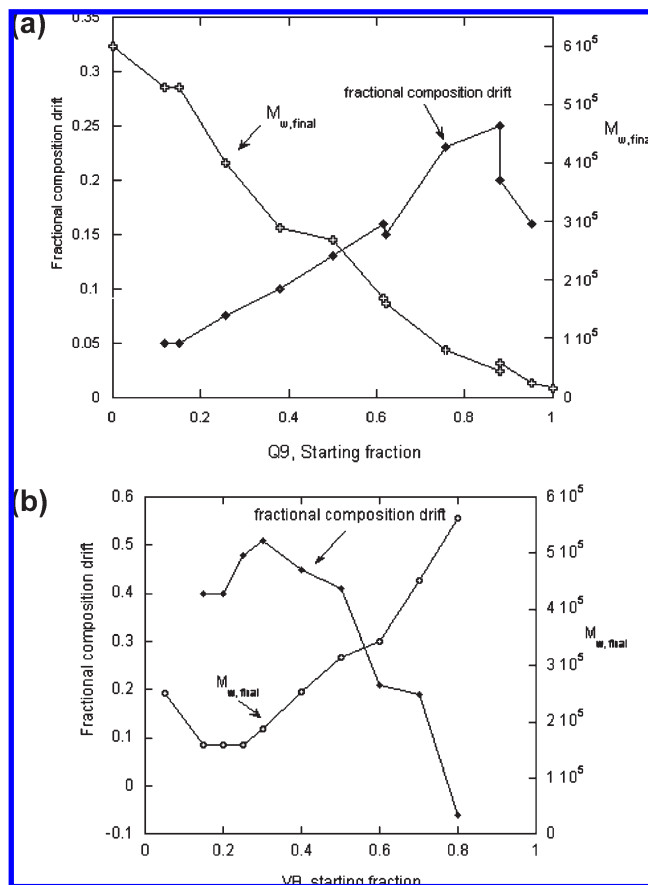 (a)
0.35
0.3
0.25
0.2
0.15
0.1
0.05
0
Fractional composition drift
M w,final
fractional composition drift
6 10^5
5 10^5
4 10^5
3 10^5
2 10^5
1 10^5
0
M w,final
0 0.2 0.4 0.6 0.8 1
Q9, Starting fraction
(b)
0.6
0.5
0.4
0.3
0.2
0.1
0
-0.1
Fractional composition drift
fractional composition drift
M w,final
6 10^5
5 10^5
4 10^5
3 10^5
2 10^5
1 10^5
0
M w,final
0 0.2 0.4 0.6 0.8 1
VB, starting fraction